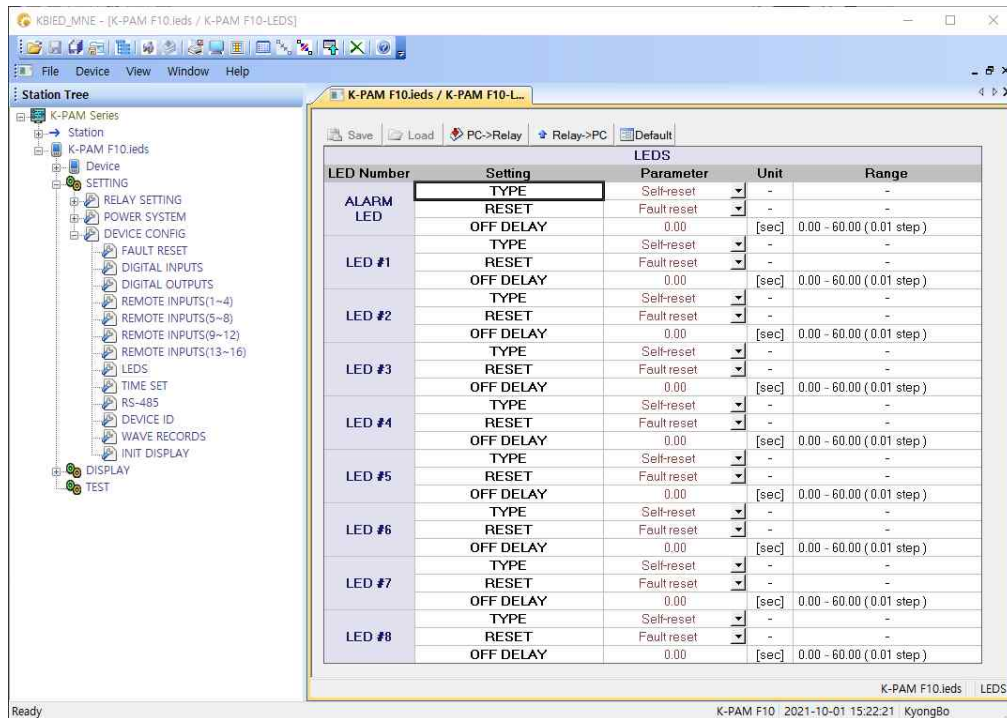 KBIED_MNE - [K-PAM F10.ieds / K-PAM F10-LEDS]
File Device View Window Help
Station Tree
K-PAM Series
Station
K-PAM F10.ieds
Device
SETTING
RELAY SETTING
POWER SYSTEM
DEVICE CONFIG
FAULT RESET
DIGITAL INPUTS
DIGITAL OUTPUTS
REMOTE INPUTS(1~4)
REMOTE INPUTS(5~8)
REMOTE INPUTS(9~12)
REMOTE INPUTS(13~16)
LEDS
TIME SET
RS-485
DEVICE ID
WAVE RECORDS
INIT DISPLAY
DISPLAY
TEST
K-PAM F10.ieds / K-PAM F10-L...
Save Load PC->Relay Relay->PC Default
LEDS
LED Number Setting Parameter Unit Range
ALARM LED
TYPE Self-reset - -
RESET Fault reset - -
OFF DELAY 0.00 [sec] 0.00 - 60.00 ( 0.01 step )
LED #1
TYPE Self-reset - -
RESET Fault reset - -
OFF DELAY 0.00 [sec] 0.00 - 60.00 ( 0.01 step )
LED #2
TYPE Self-reset - -
RESET Fault reset - -
OFF DELAY 0.00 [sec] 0.00 - 60.00 ( 0.01 step )
LED #3
TYPE Self-reset - -
RESET Fault reset - -
OFF DELAY 0.00 [sec] 0.00 - 60.00 ( 0.01 step )
LED #4
TYPE Self-reset - -
RESET Fault reset - -
OFF DELAY 0.00 [sec] 0.00 - 60.00 ( 0.01 step )
LED #5
TYPE Self-reset - -
RESET Fault reset - -
OFF DELAY 0.00 [sec] 0.00 - 60.00 ( 0.01 step )
LED #6
TYPE Self-reset - -
RESET Fault reset - -
OFF DELAY 0.00 [sec] 0.00 - 60.00 ( 0.01 step )
LED #7
TYPE Self-reset - -
RESET Fault reset - -
OFF DELAY 0.00 [sec] 0.00 - 60.00 ( 0.01 step )
LED #8
TYPE Self-reset - -
RESET Fault reset - -
OFF DELAY 0.00 [sec] 0.00 - 60.00 ( 0.01 step )
K-PAM F10.ieds LEDS
Ready K-PAM F10 2021-10-01 15:22:21 KyongBo